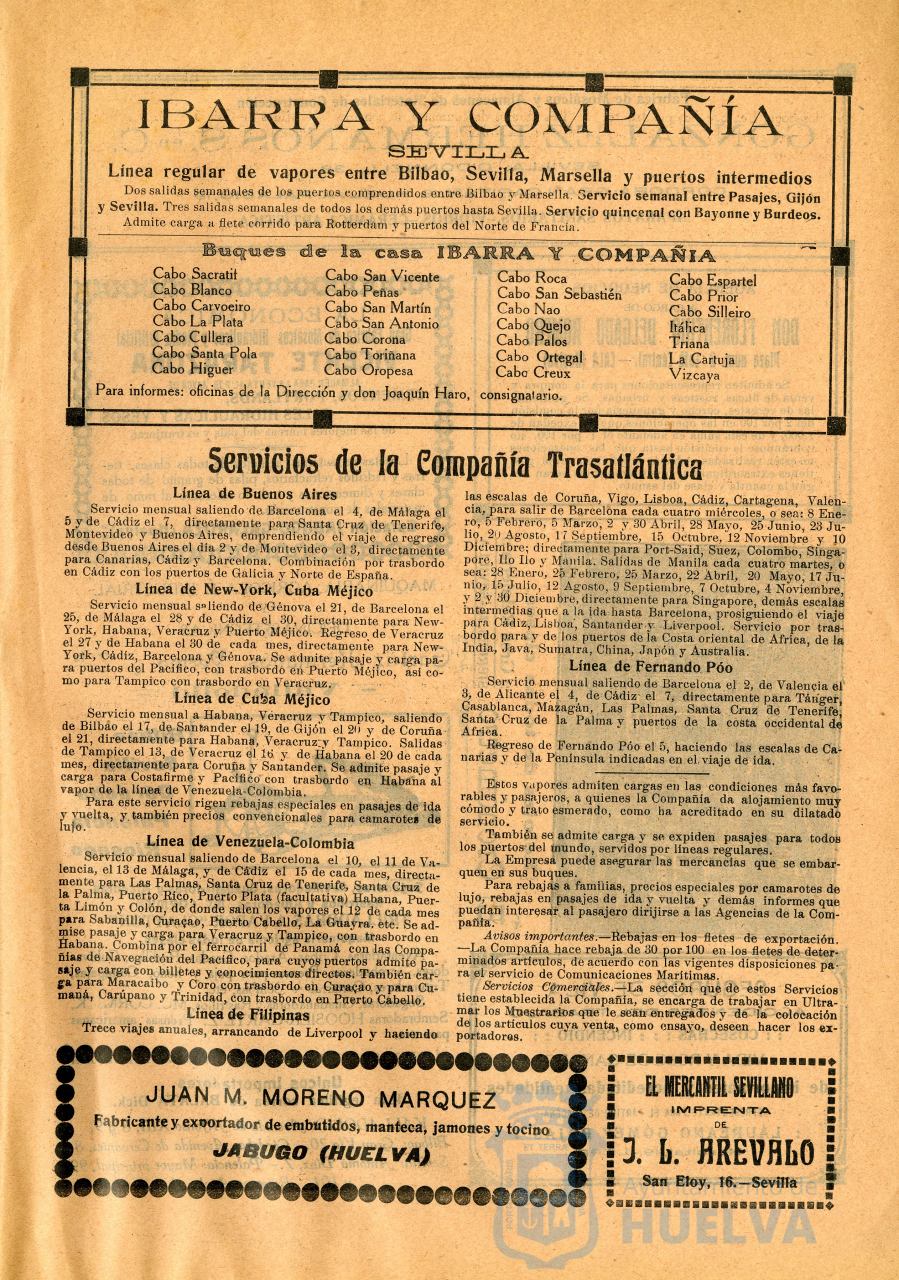 IBARRA Y COMPAÑÍA
SEVILLA
Línea regular de vapores entre Bilbao, Sevilla, Marsella y puertos intermedios
Dos salidas semanales de los puertos comprendidos entre Bilbao y Marsella. Servicio semanal entre Pasajes, Gijón
y Sevilla. Tres salidas semanales de todos los demás puertos hasta Sevilla. Servicio quincenal con Bayonne y Burdeos.
Admite carga a flete corrido para Rotterdam y puertos del Norte de Francia.
Buques de la casa IBARRA Y COMPAÑIA
Cabo Sacratif
Cabo Blanco
Cabo Carvoeiro
Cabo La Plata
Cabo Cullera
Cabo Santa Pola
Cabo Higuer
Cabo San Vicente
Cabo Peñas
Cabo San Martín
Cabo San Antonio
Cabo Corona
Cabo Toriñana
Cabo Oropesa
Cabo Roca
Cabo San Sebastién
Cabo Nao
Cabo Quejo
Cabo Palos
Cabo Ortegal
Cabo Creux
Cabo Espartel
Cabo Prior
Cabo Silleiro
Itálica
Triana
La Cartuja
Vizcaya
Para informes: oficinas de la Dirección y don Joaquín Haro, consignatario.
Servicios de la Compañía Trasatlántica
Línea de Buenos Aires
Servicio mensual saliendo de Barcelona el 4, de Málaga el
5 y de Cádiz el 7, directamente para Santa Cruz de Tenerife,
Montevideo y Buenos Aires, emprendiendo el viaje de regreso
desde Buenos Aires el dia 2 y de Montevideo el 3, directamente
para Canarias, Cádiz y Barcelona. Combinación por trasbordo
en Cádiz con los puertos de Galicia y Norte de España.
Línea de New-York, Cuba Méjico
Servicio mensual saliendo de Génova el 21, de Barcelona el
25, de Málaga el 28 y de Cádiz el 30, directamente para New-
York, Habana, Veracruz y Puerto Méjico. Regreso de Veracruz
el 27 y de Habana el 30 de cada mes, directamente para New-
York, Cádiz, Barcelona y Génova. Se admite pasaje y carga pa-
ra puertos del Pacífico, con trasbordo en Puerto Méjico, así co-
mo para Tampico con trasbordo en Veracruz.
Línea de Cuba Méjico
Servicio mensual a Habana, Veracruz y Tampico, saliendo
de Bilbao el 17, de Santander el 19, de Gijón el 20 y de Coruña
el 21, directamente para Habana, Veracruz y Tampico. Salidas
de Tampico el 13, de Veracruz el 16 y de Habana el 20 de cada
mes, directamente para Coruña y Santander. Se admite pasaje y
carga para Costafirme y Pacífico con trasbordo en Habana al
vapor de la línea de Venezuela-Colombia.
Para este servicio rigen rebajas especiales en pasajes de ida
y vuelta, y también precios convencionales para camarotes de
lujo.
Línea de Venezuela-Colombia
Servicio mensual saliendo de Barcelona el 10, el 11 de Va-
lencia, el 13 de Málaga, y de Cádiz el 15 de cada mes, directa-
mente para Las Palmas, Santa Cruz de Tenerife, Santa Cruz de
la Palma, Puerto Rico, Puerto Plata (facultativa) Habana, Puer-
ta Limón y Colón, de donde salen los vapores el 12 de cada mes
para Sabanilla, Curaçao, Puerto Cabello, La Guayra. etc. Se ad-
mise pasaje y carga para Veracruz y Tampico, con trasbordo en
Habana. Combina por el ferrocarril de Panamá con las Compa-
ñias de Navegación del Pacífico, para cuyos puertos admite pa-
saje y carga con billetes y conocimientos directos. También car-
ga para Maracaibo y Coro con trasbordo en Curaçao y para Cu-
maná, Carúpano y Trinidad, con trasbordo en Puerto Cabello.
Línea de Filipinas
Trece viajes anuales, arrancando de Liverpool y haciendo
las escalas de Coruña, Vigo, Lisboa, Cádiz, Cartagena, Valen-
cia, para salir de Barcelona cada cuatro miércoles, o sea: 8 Ene-
ro, 5 Febrero, 5 Marzo, 2 y 30 Abril, 28 Mayo, 25 Junio, 23 Ju-
lio, 20 Agosto, 17 Septiembre, 15 Octubre, 12 Noviembre y 10
Diciembre; directamente para Port-Said, Suez, Colombo, Singa-
pore, Ilo Ilo y Manila. Salidas de Manila cada cuatro martes, o
sea: 28 Enero, 25 Febrero, 25 Marzo, 22 Abril, 20 Mayo, 17 Ju-
nio, 15 Julio, 12 Agosto, 9 Septiembre, 7 Octubre, 4 Noviembre,
y 2 y 30 Diciembre, directamente para Singapore, demás escalas
intermedias que a la ida hasta Barcelona, prosiguiendo el viaje
para Cádiz, Lisboa, Santander y Liverpool. Servicio por tras-
bordo para y de los puertos de la Costa oriental de Africa, de la
India, Java, Sumatra, China, Japón y Australia.
Línea de Fernando Póo
Servicio mensual saliendo de Barcelona el 2, de Valencia el
3, de Alicante el 4, de Cádiz el 7, directamente para Tánger,
Casablanca, Mazagán, Las Palmas, Santa Cruz de Tenerife,
Santa Cruz de la Palma y puertos de la costa occidental de
Africa.
Regreso de Fernando Póo el 5, haciendo las escalas de Ca-
narias y de la Península indicadas en el viaje de ida.
Estos vapores admiten cargas en las condiciones más favo-
rables y pasajeros, a quienes la Compañía da alojamiento muy
cómodo y trato esmerado, como ha acreditado en su dilatado
servicio.
También se admite carga y se expiden pasajes para todos
los puertos del mundo, servidos por líneas regulares.
La Empresa puede asegurar las mercancías que se embar-
quen en sus buques.
Para rebajas a familias, precios especiales por camarotes de
lujo, rebajas en pasajes de ida y vuelta y demás informes que
puedan interesar al pasajero dirijirse a las Agencias de la Com-
pañía.
Avisos importantes.—Rebajas en los fletes de exportación.
—La Compañía hace rebaja de 30 por 100 en los fletes de deter-
minados artículos, de acuerdo con las vigentes disposiciones pa-
ra el servicio de Comunicaciones Marítimas.
Servicios Comerciales.—La sección que de estos Servicios
tiene establecida la Compañía, se encarga de trabajar en Ultra-
mar los Muestrarios que le sean entregados y de la colocación
de los artículos cuya venta, como ensayo, deseen hacer los ex-
portadores.
JUAN M. MORENO MARQUEZ
Fabricante y exportador de embutidos, manteca, jamones y tocino
JABUGO (HUELVA)
EL MERCANTIL SEVILLANO
IMPRENTA
DE
J. L. AREVALO
San Eloy, 16.—Sevilla
Ayuntamiento de
HUELVA